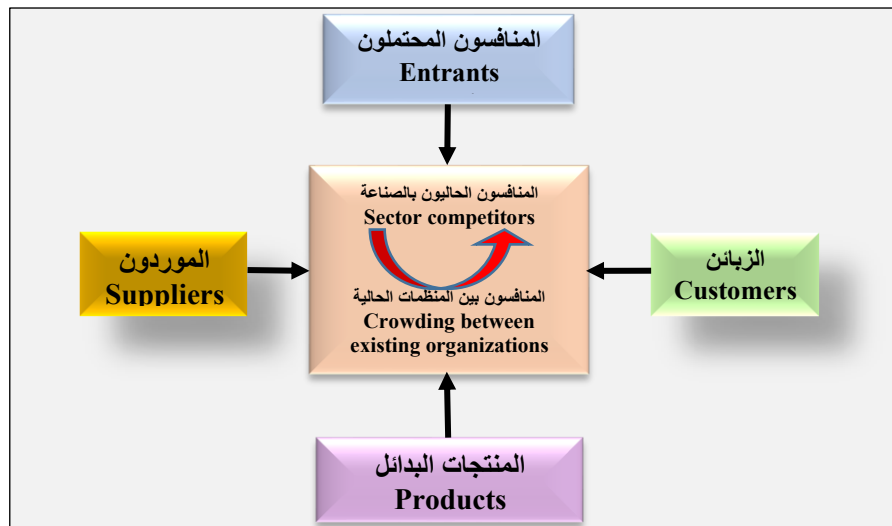 المنافسون المحتملون
Entrants
المنافسون الحاليون بالصناعة
Sector competitors
الموردون
Suppliers
الزبائن
Customers
المنافسون بين المنظمات الحالية
Crowding between
existing organizations
المنتجات البدائل
Products